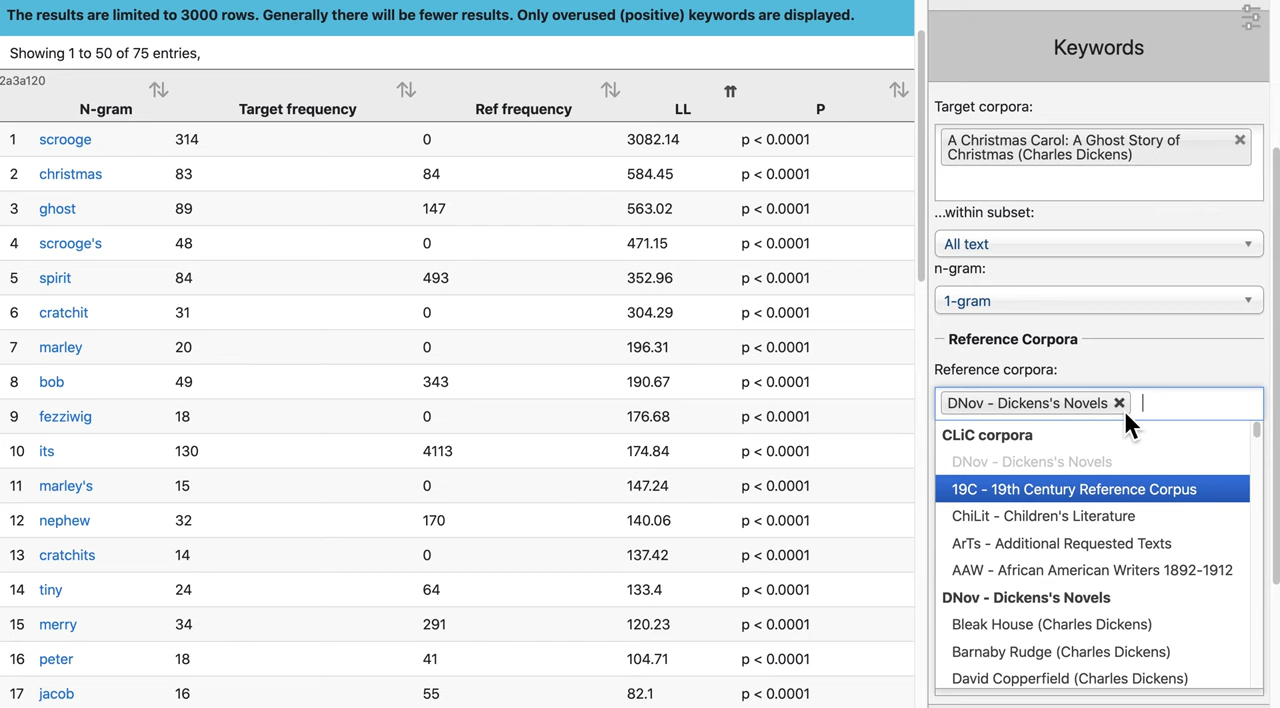 The results are limited to 3000 rows. Generally there will be fewer results. Only overused (positive) keywords are displayed.
Showing 1 to 50 of 75 entries,
2a3a120
N-gram Target frequency Ref frequency LL P
1 scrooge 314 0 3082.14 p < 0.0001
2 christmas 83 84 584.45 p < 0.0001
3 ghost 89 147 563.02 p < 0.0001
4 scrooge's 48 0 471.15 p < 0.0001
5 spirit 84 493 352.96 p < 0.0001
6 cratchit 31 0 304.29 p < 0.0001
7 marley 20 0 196.31 p < 0.0001
8 bob 49 343 190.67 p < 0.0001
9 fezziwig 18 0 176.68 p < 0.0001
10 its 130 4113 174.84 p < 0.0001
11 marley's 15 0 147.24 p < 0.0001
12 nephew 32 170 140.06 p < 0.0001
13 cratchits 14 0 137.42 p < 0.0001
14 tiny 24 64 133.4 p < 0.0001
15 merry 34 291 120.23 p < 0.0001
16 peter 18 41 104.71 p < 0.0001
17 jacob 16 55 82.1 p < 0.0001
Keywords
Target corpora:
A Christmas Carol: A Ghost Story of
Christmas (Charles Dickens)
...within subset:
All text
n-gram:
1-gram
Reference Corpora
Reference corpora:
DNov - Dickens's Novels
CLiC corpora
DNov - Dickens's Novels
19C - 19th Century Reference Corpus
ChiLit - Children's Literature
ArTs - Additional Requested Texts
AAW - African American Writers 1892-1912
DNov - Dickens's Novels
Bleak House (Charles Dickens)
Barnaby Rudge (Charles Dickens)
David Copperfield (Charles Dickens)